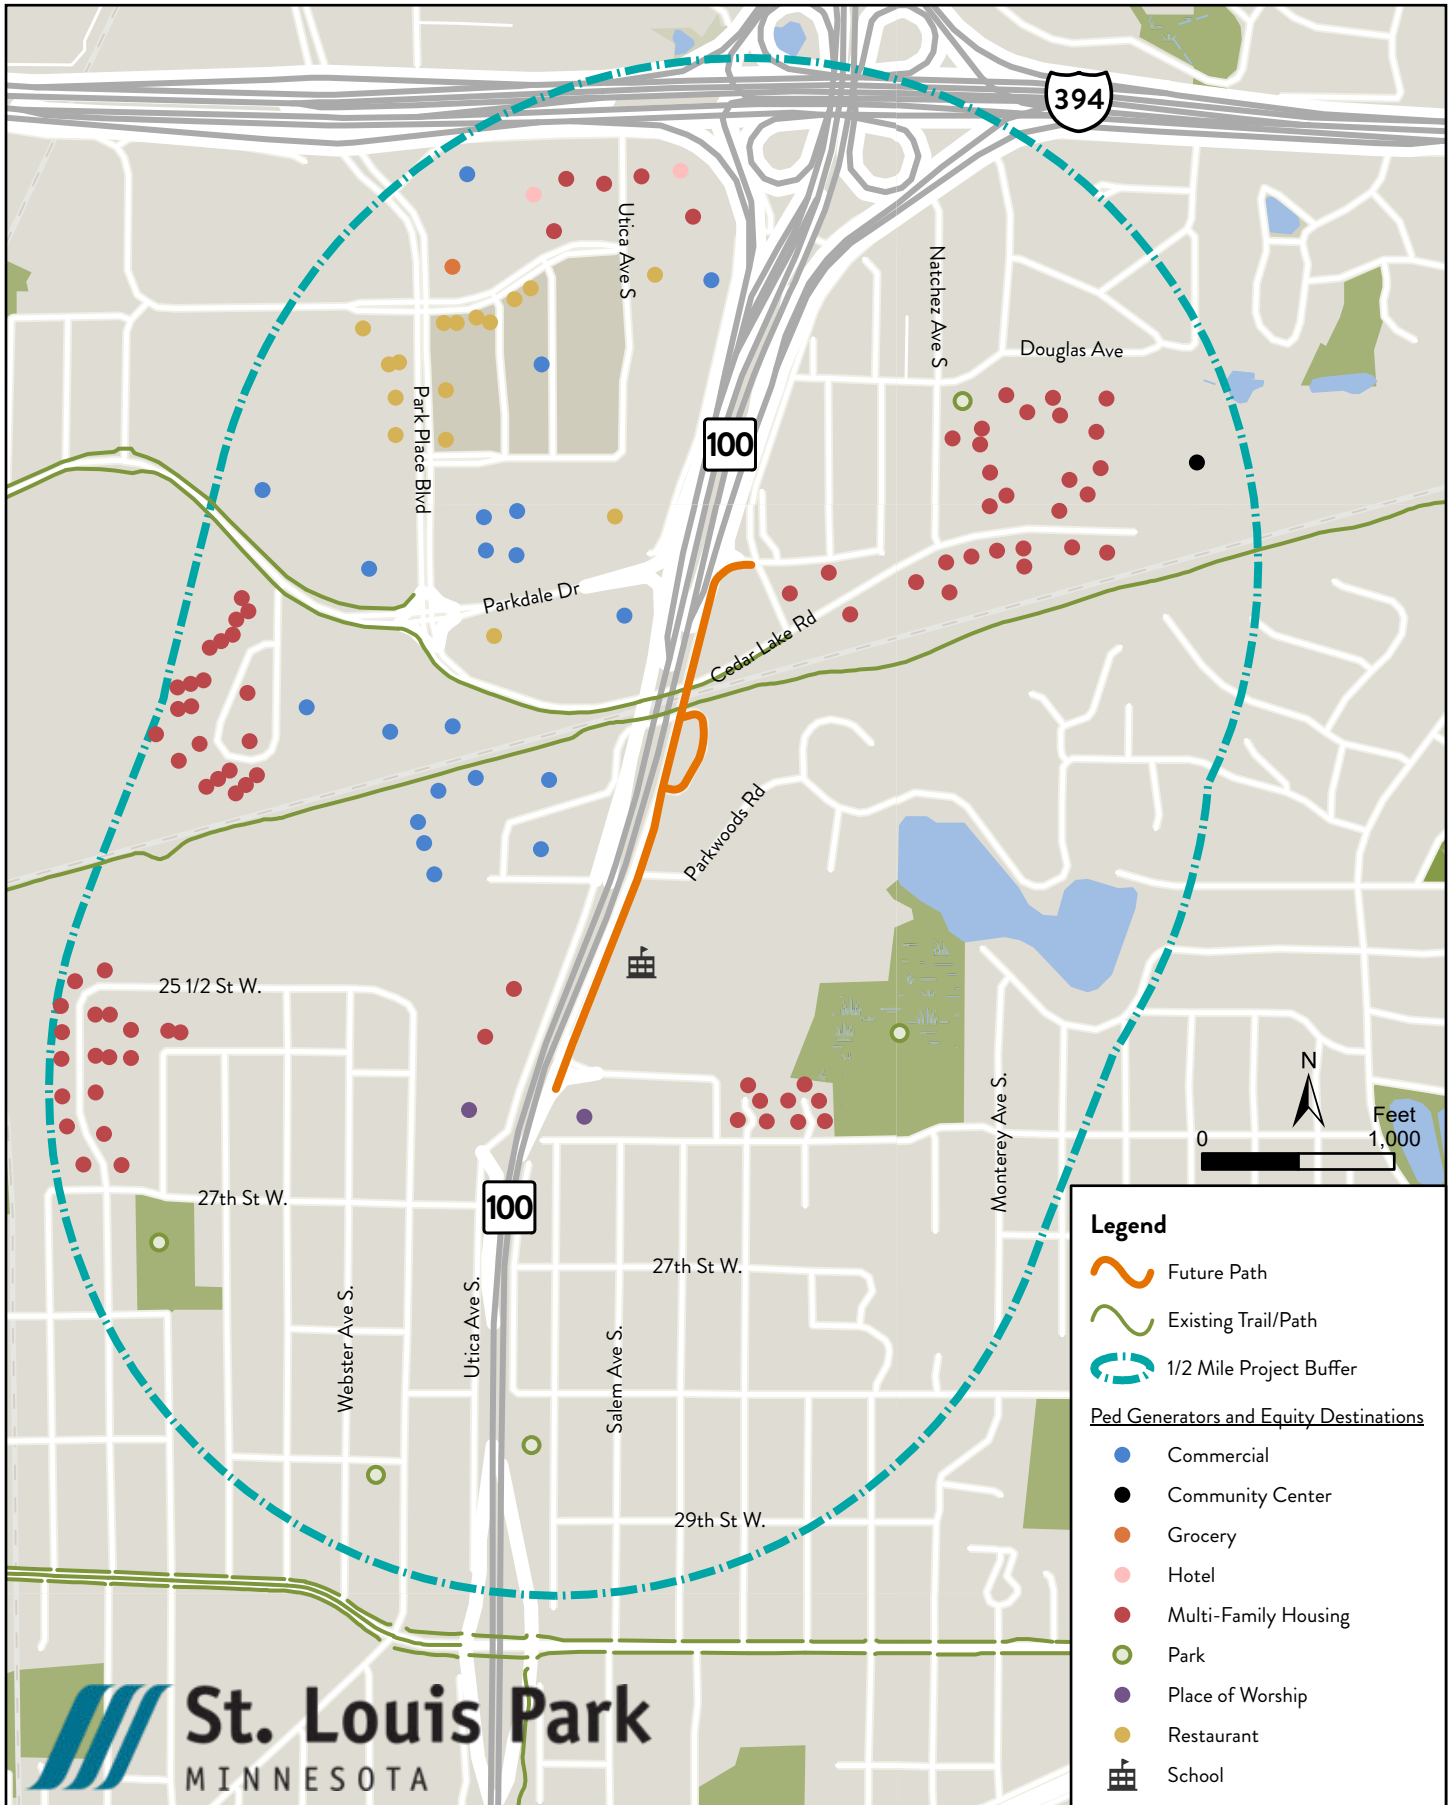 394
Utica Ave S
Natchez Ave S
Douglas Ave
Park Place Blvd
100
Parkdale Dr
Cedar Lake Rd
Parkwoods Rd
25 1/2 St W.
N
Feet
0 1,000
Monterey Ave S.
27th St W.
100
27th St W.
Webster Ave S.
Utica Ave S.
Salem Ave S.
29th St W.
Legend
Future Path
Existing Trail/Path
1/2 Mile Project Buffer
Ped Generators and Equity Destinations
Commercial
Community Center
Grocery
Hotel
Multi-Family Housing
Park
Place of Worship
Restaurant
School
St. Louis Park
MINNESOTA